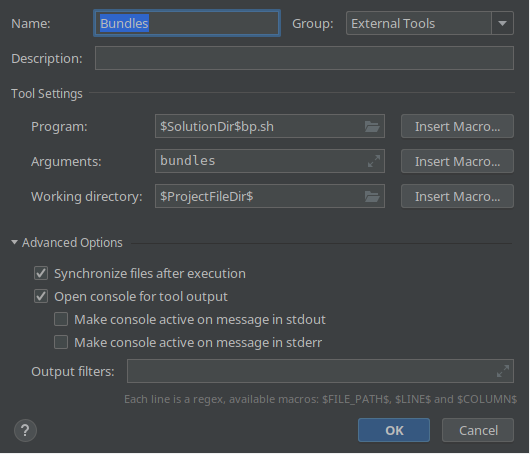 Name: Bundles Group: External Tools
Description:
Tool Settings
Program: $SolutionDir$bp.sh Insert Macro...
Arguments: bundles Insert Macro...
Working directory: $ProjectFileDir$ Insert Macro...
Advanced Options
Synchronize files after execution
Open console for tool output
Make console active on message in stdout
Make console active on message in stderr
Output filters:
Each line is a regex, available macros: $FILE_PATH$, $LINE$ and $COLUMN$
? OK Cancel